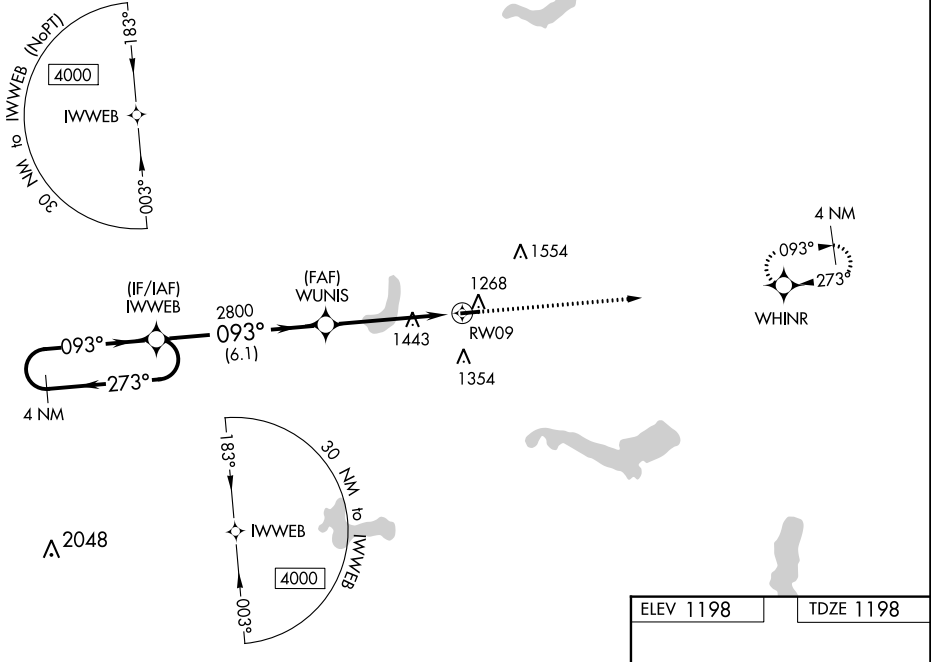 30 NM to IWWEB (NoPT)
183°
4000
IWWEB
003°
1554
4 NM
093°
273°
WHINR
(IF/IAF)
IWWEB
(FAF)
WUNIS
1268
2800
093°
(6.1)
RW09
1443
1354
093°
273°
4 NM
183°
30 NM to IWWEB
IWWEB
4000
003°
2048
ELEV 1198
TDZE 1198